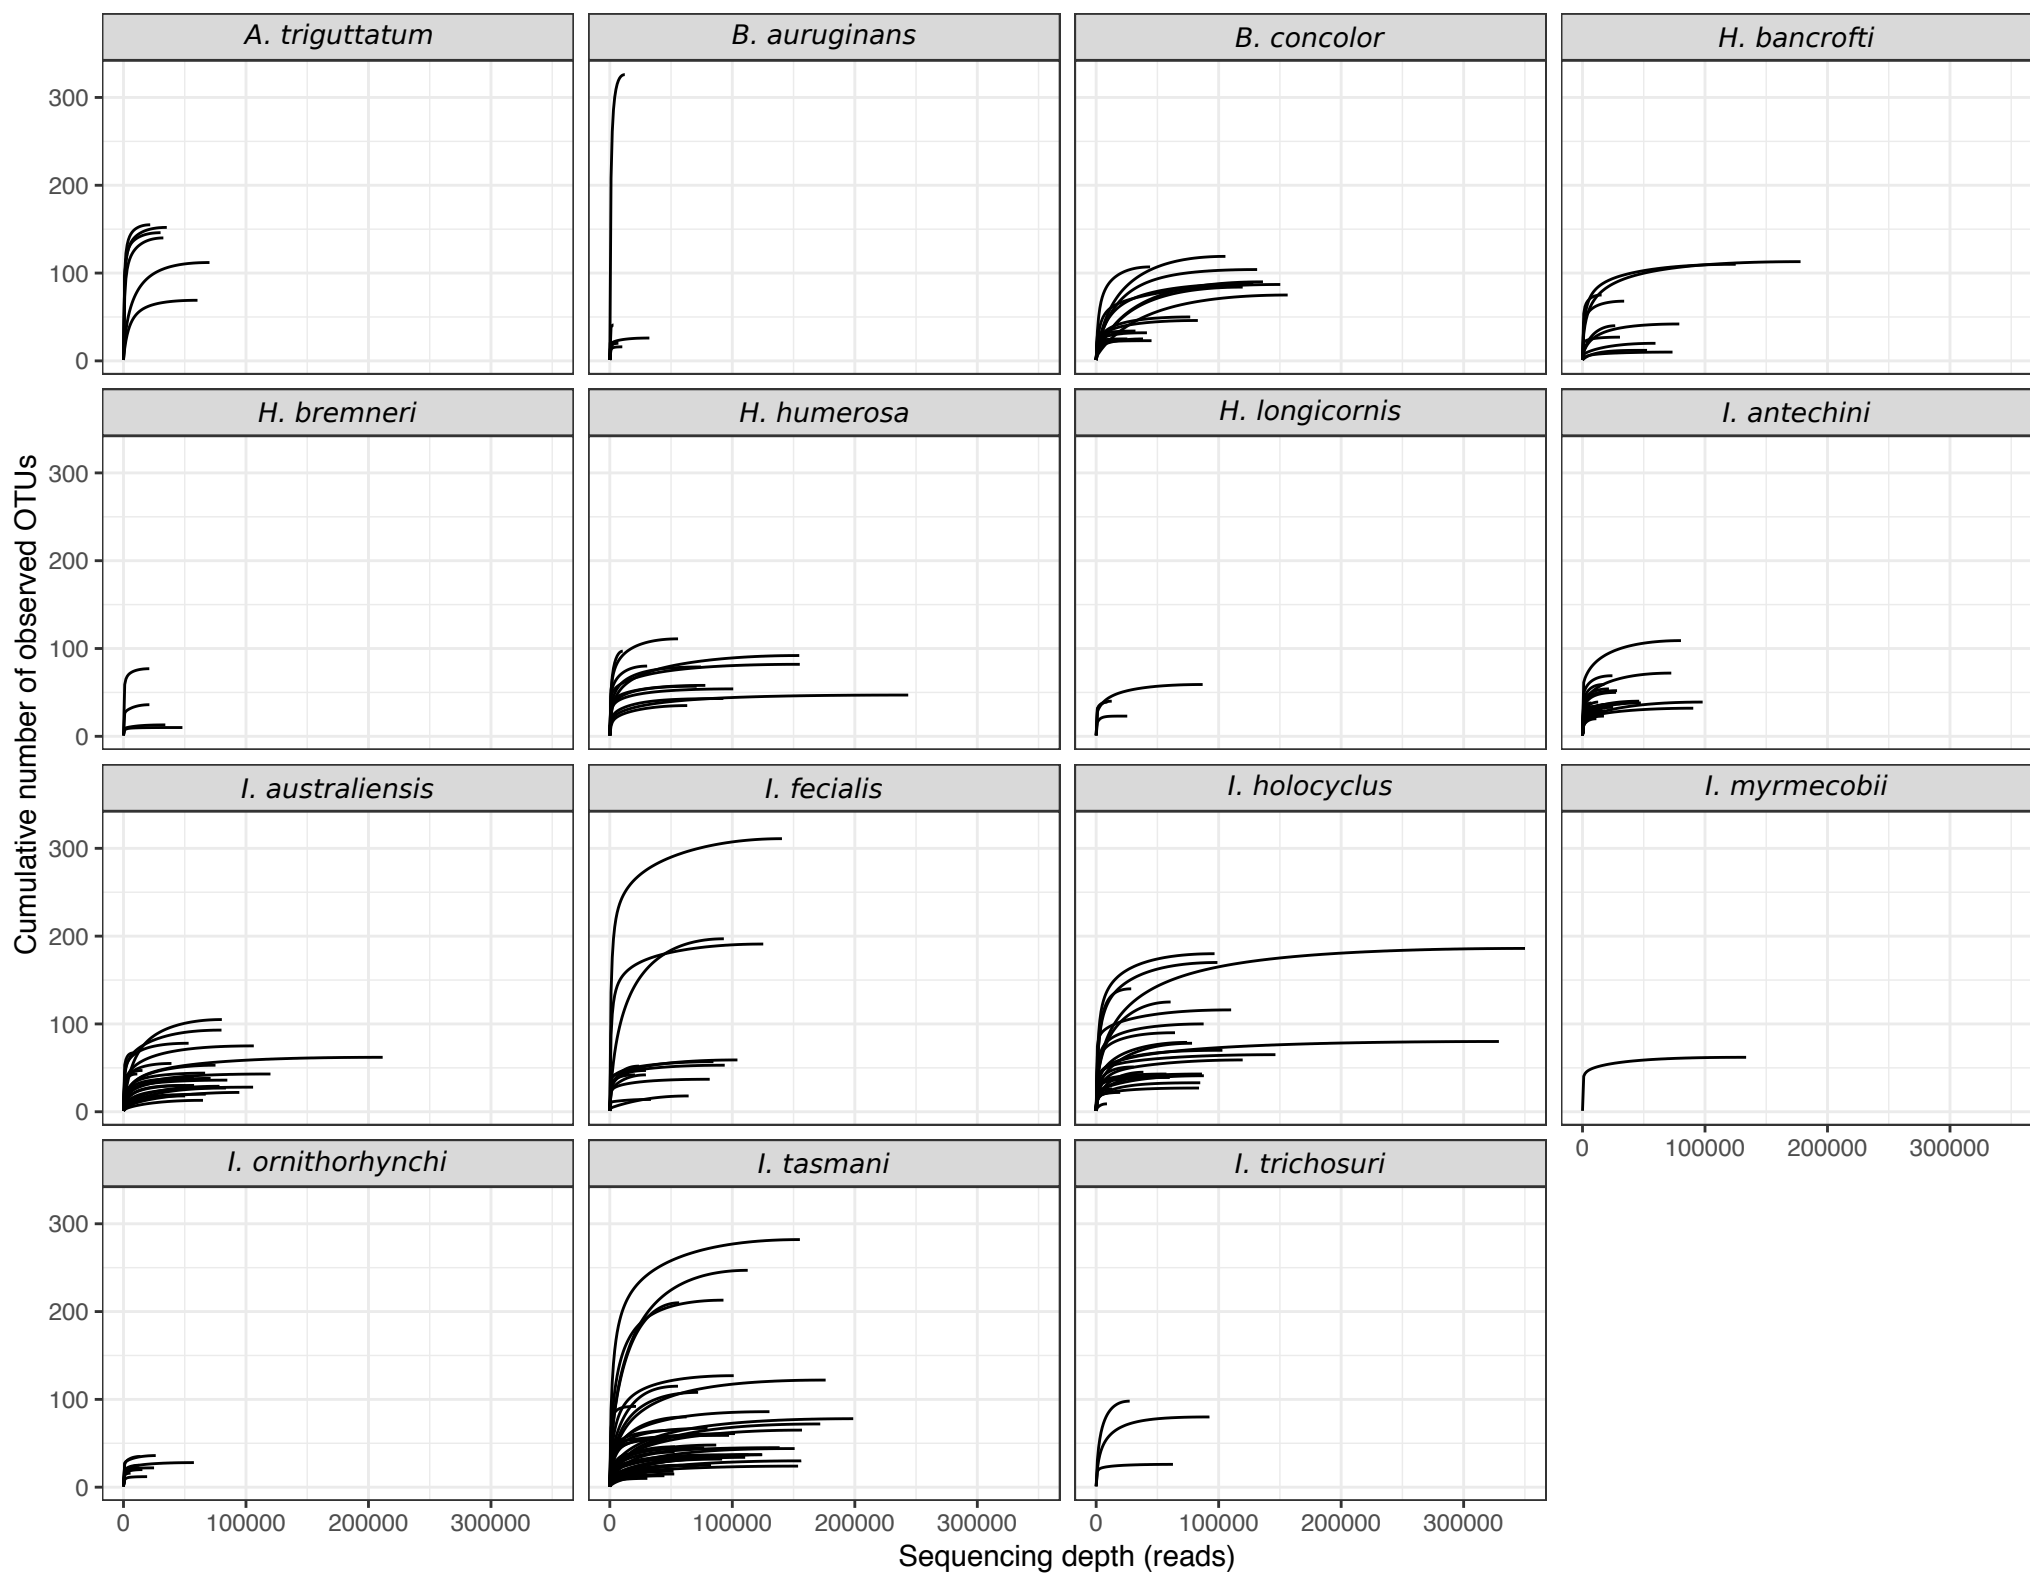 A. triguttatum
B. auruginans
B. concolor
H. bancrofti
300
200
100
0
H. bremneri
H. humerosa
H. longicornis
I. antechini
300
200
100
0
Cumulative number of observed OTUs
I. australiensis
I. fecialis
I. holocyclus
I. myrmecobii
300
200
100
0
0 100000 200000 300000
I. ornithorhynchi
I. tasmani
I. trichosuri
300
200
100
0
0 100000 200000 300000
0 100000 200000 300000
0 100000 200000 300000
Sequencing depth (reads)